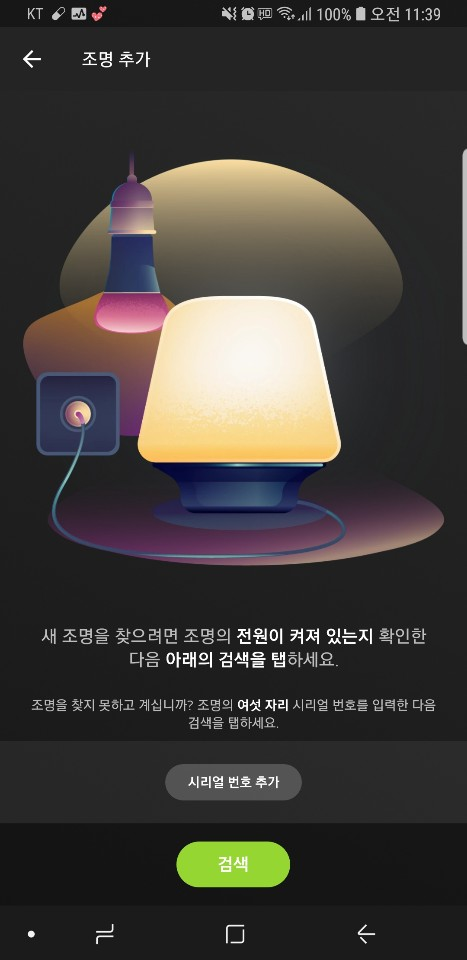 KT HD 100% 오전 11:39
조명 추가
새 조명을 찾으려면 조명의 전원이 켜져 있는지 확인한
다음 아래의 검색을 탭하세요.
조명을 찾지 못하고 계십니까? 조명의 여섯 자리 시리얼 번호를 입력한 다음
검색을 탭하세요.
시리얼 번호 추가
검색